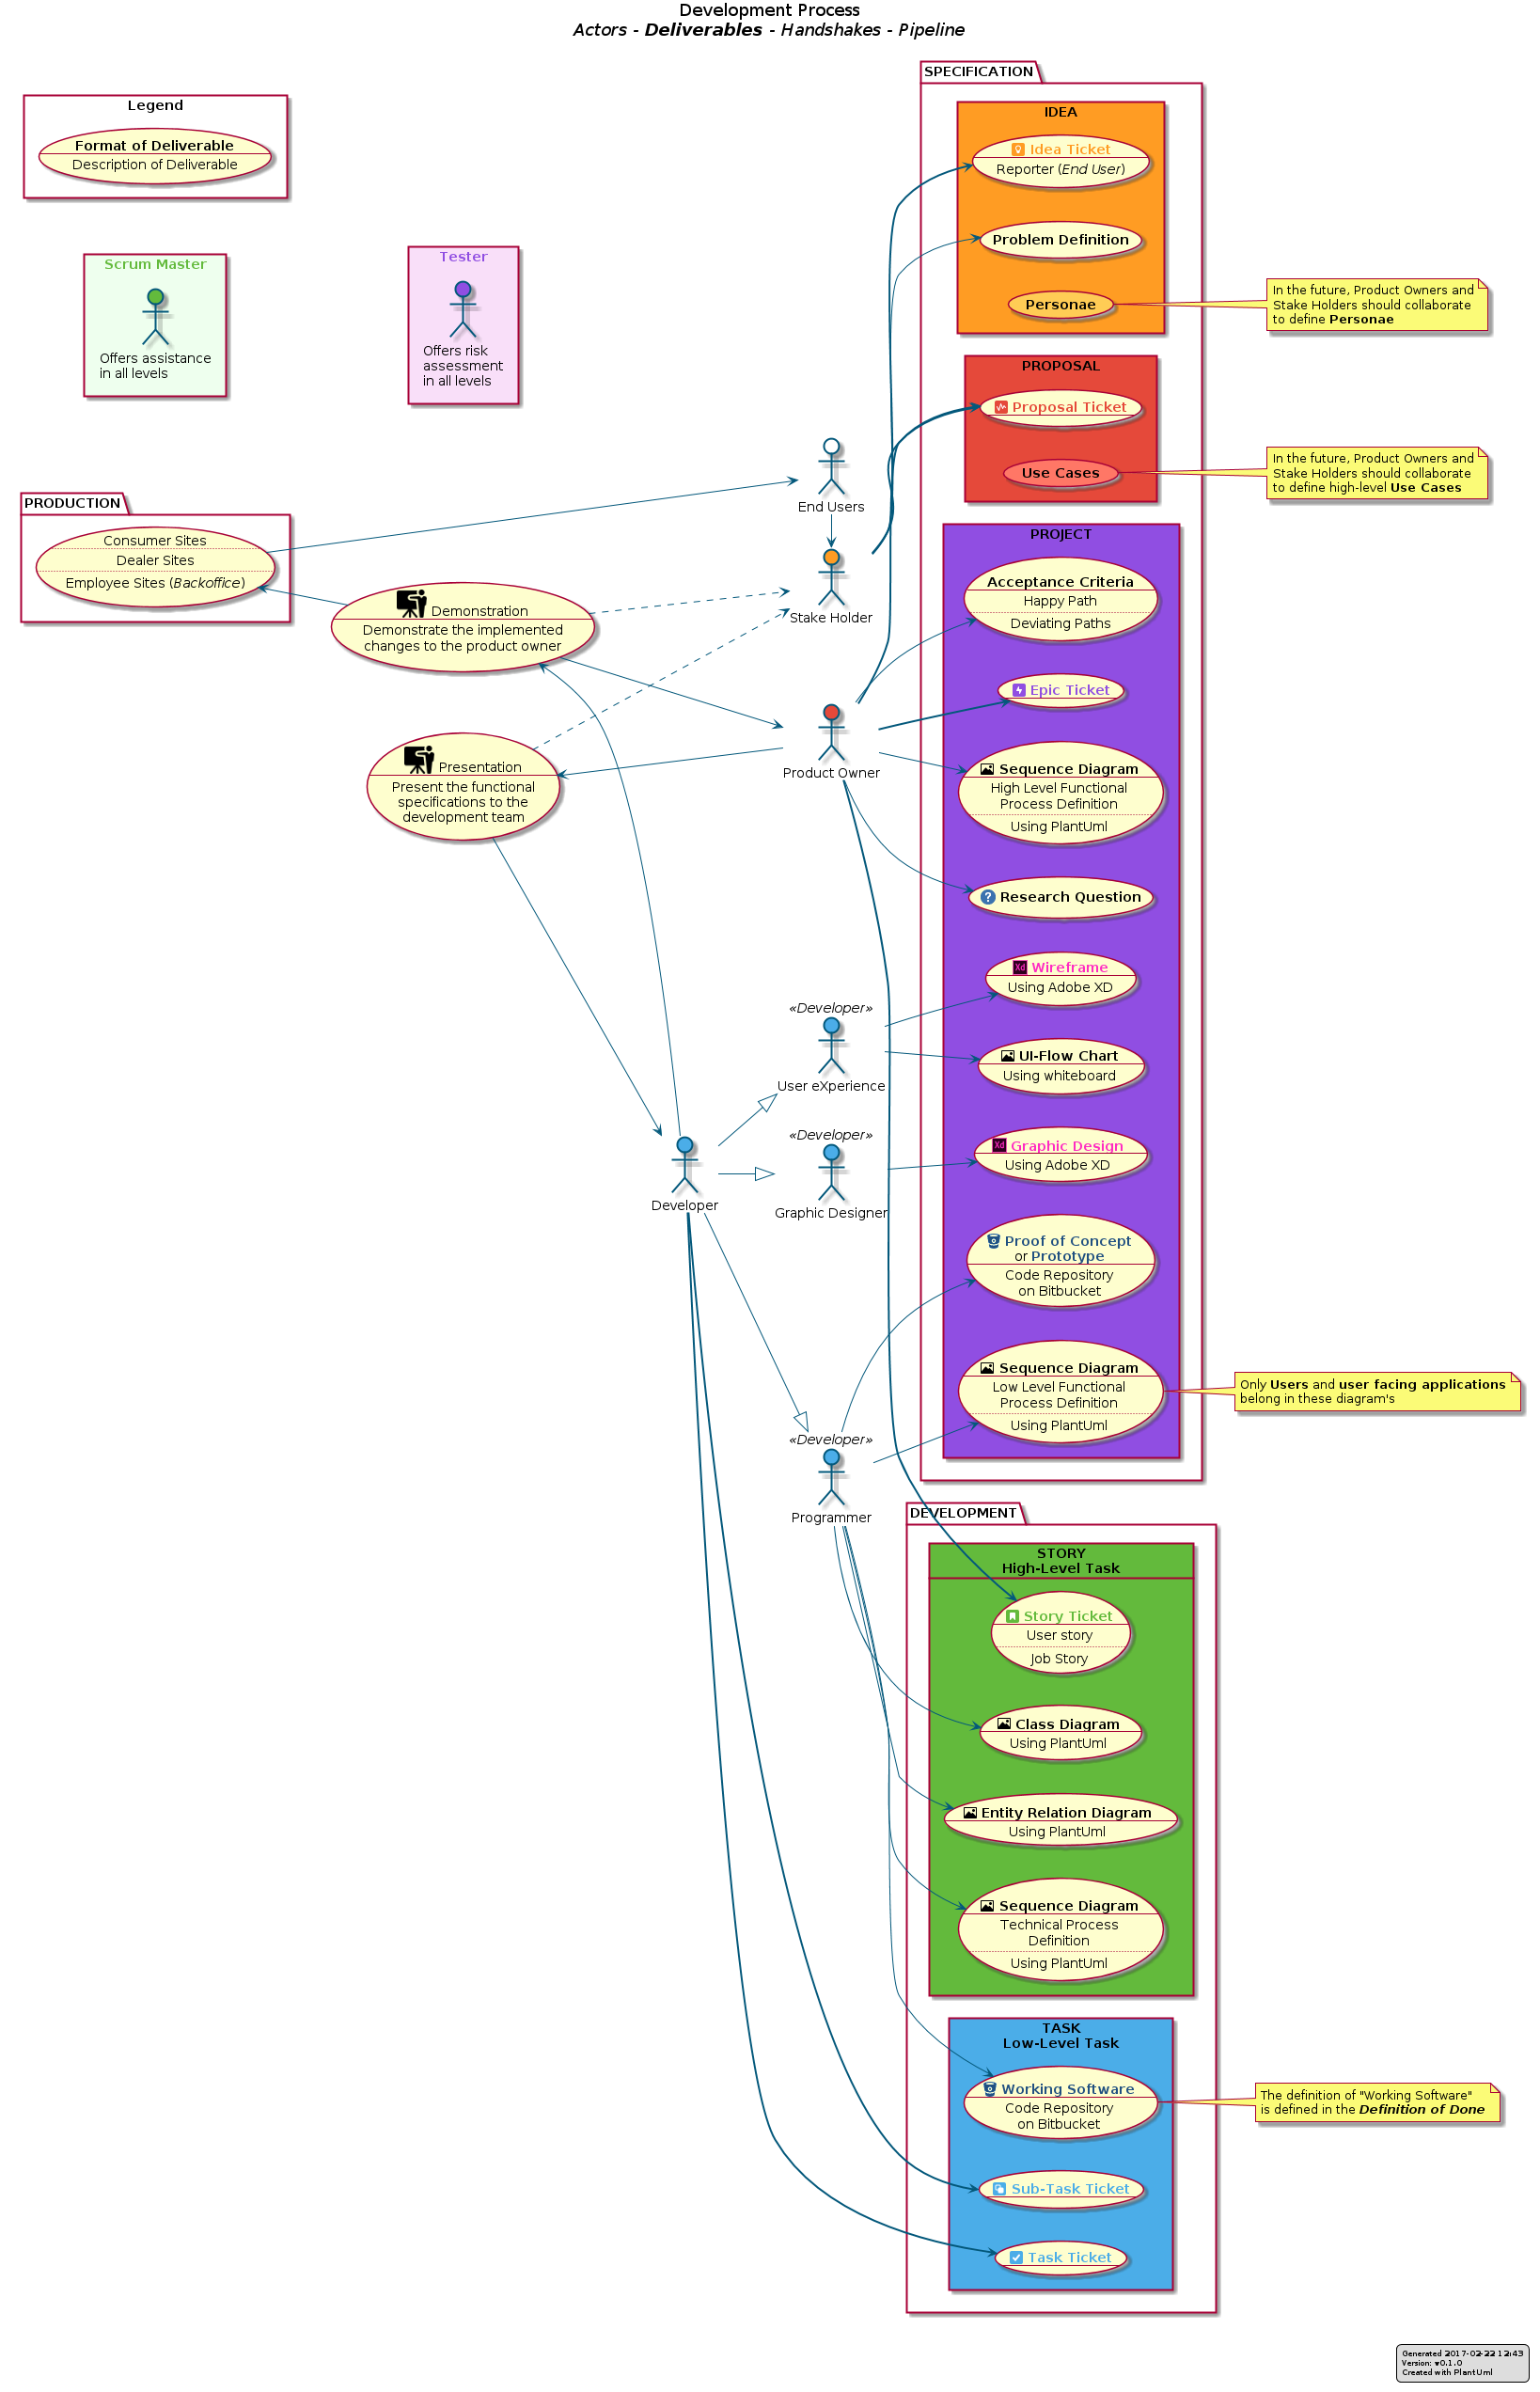 Development Process
Actors - Deliverables - Handshakes - Pipeline
Legend
Format of Deliverable
Description of Deliverable
Scrum Master
Offers assistance
in all levels
Tester
Offers risk
assessment
in all levels
PRODUCTION
Consumer Sites
Dealer Sites
Employee Sites (Backoffice)
Demonstration
Demonstrate the implemented
changes to the product owner
Presentation
Present the functional
specifications to the
development team
End Users
Stake Holder
Product Owner
«Developer»
User eXperience
«Developer»
Graphic Designer
Developer
«Developer»
Programmer
SPECIFICATION
IDEA
Idea Ticket
Reporter (End User)
Problem Definition
Personae
In the future, Product Owners and
Stake Holders should collaborate
to define Personae
PROPOSAL
Proposal Ticket
Use Cases
In the future, Product Owners and
Stake Holders should collaborate
to define high-level Use Cases
PROJECT
Acceptance Criteria
Happy Path
Deviating Paths
Epic Ticket
Sequence Diagram
High Level Functional
Process Definition
Using PlantUml
Research Question
Xd Wireframe
Using Adobe XD
UI-Flow Chart
Using whiteboard
Xd Graphic Design
Using Adobe XD
Proof of Concept
or Prototype
Code Repository
on Bitbucket
Sequence Diagram
Low Level Functional
Process Definition
Using PlantUml
Only Users and user facing applications
belong in these diagram's
DEVELOPMENT
STORY
High-Level Task
Story Ticket
User story
Job Story
Class Diagram
Using PlantUml
Entity Relation Diagram
Using PlantUml
Sequence Diagram
Technical Process
Definition
Using PlantUml
TASK
Low-Level Task
Working Software
Code Repository
on Bitbucket
The definition of "Working Software"
is defined in the Definition of Done
Sub-Task Ticket
Task Ticket
Generated 2017-02-22 12:43
Version: v0.1.0
Created with PlantUml